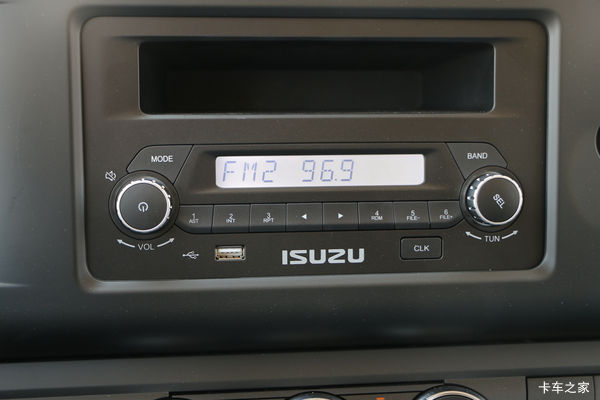 MODE
BAND
FM2 96.9
SEL
1 AST
2 INT
3 RPT
4 RDM
5 FILE-
6 FILE+
VOL
TUN
ISUZU
CLK
卡车之家